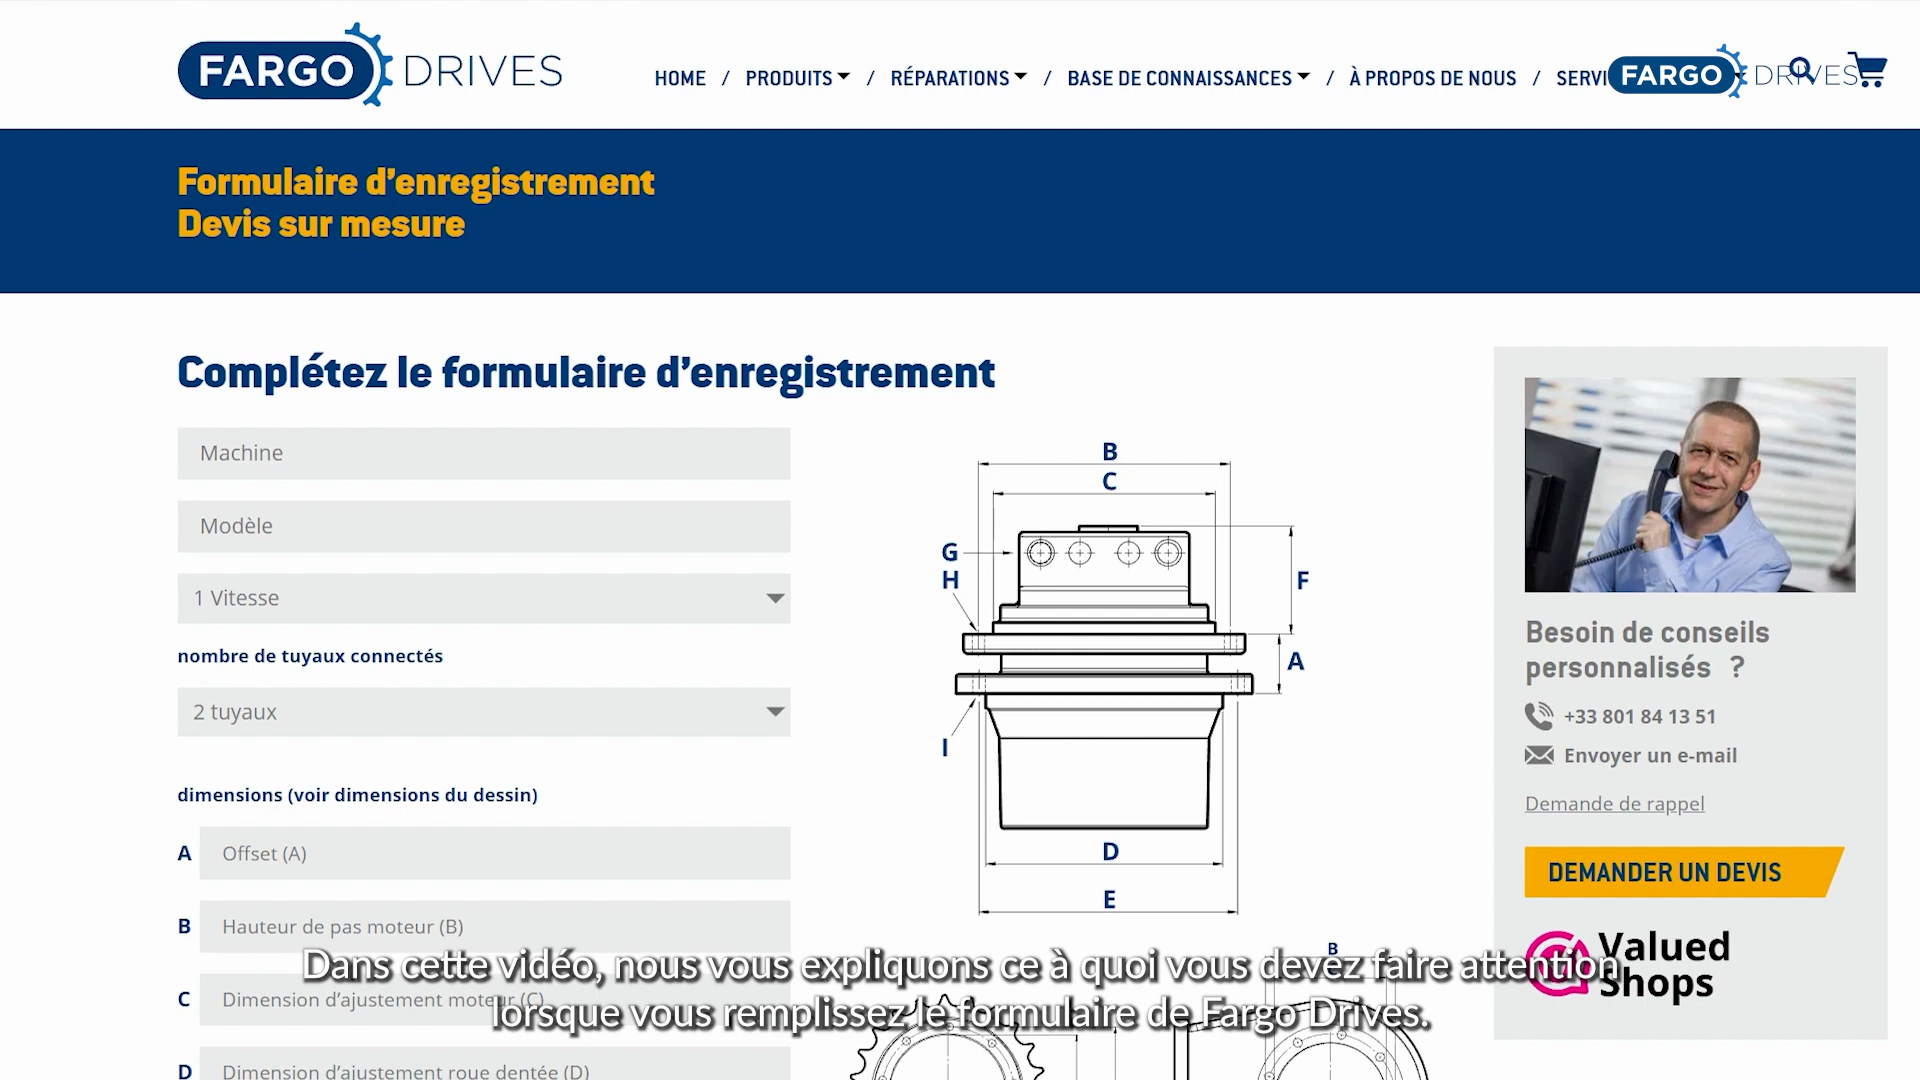 FARGO DRIVES
HOME / PRODUITS / RÉPARATIONS / BASE DE CONNAISSANCES / À PROPOS DE NOUS / SERVI
FARGO DRIVES
Formulaire d'enregistrement
Devis sur mesure
Complétez le formulaire d'enregistrement
Machine
Modèle
1 Vitesse
nombre de tuyaux connectés
2 tuyaux
dimensions (voir dimensions du dessin)
A Offset (A)
B Hauteur de pas moteur (B)
C Dimension d'ajustement moteur (C)
D Dimension d'ajustement roue dentée (D)
B
C
G
H
F
A
I
D
E
B
Besoin de conseils
personnalisés ?
+33 801 84 13 51
Envoyer un e-mail
Demande de rappel
DEMANDER UN DEVIS
Valued
Shops
Dans cette vidéo, nous vous expliquons ce à quoi vous devez faire attention
lorsque vous remplissez le formulaire de Fargo Drives.